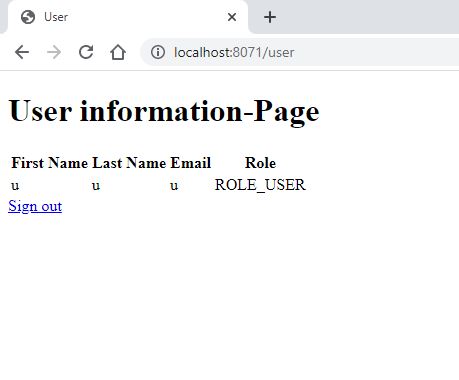 User
localhost:8071/user
User information-Page
First Name Last Name Email Role
u u u ROLE_USER
Sign out